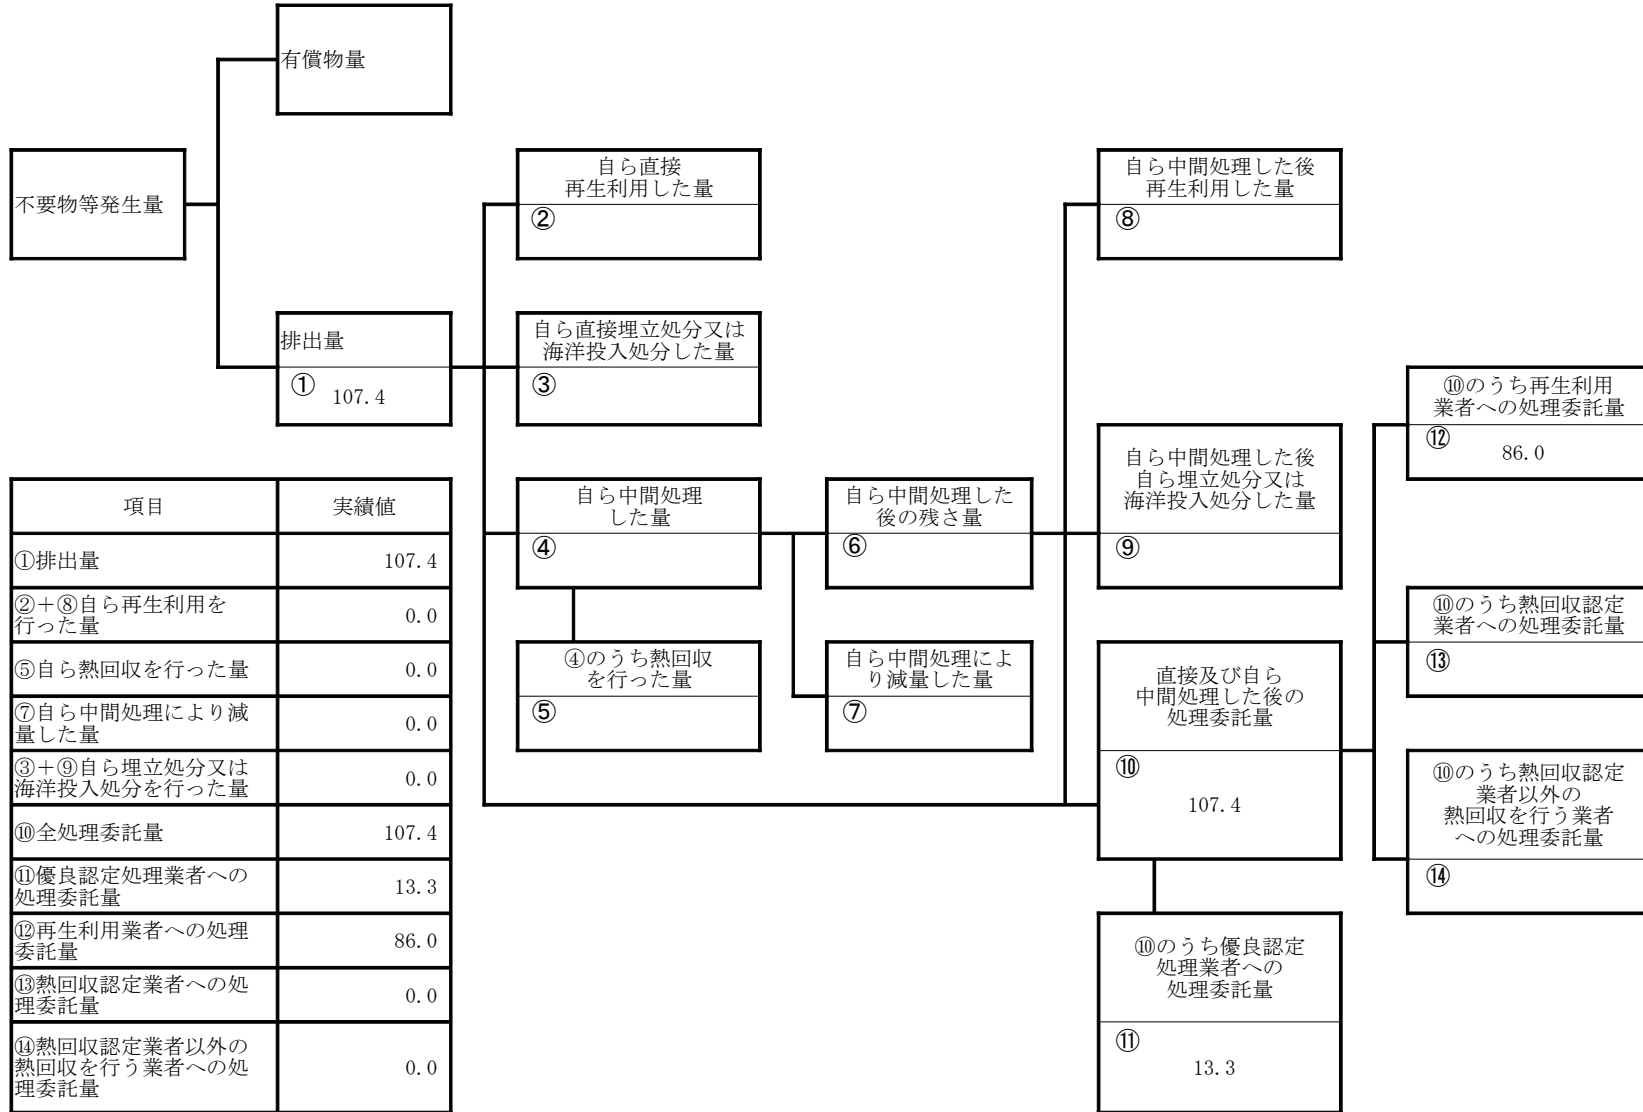 有償物量
不要物等発生量
自ら直接
再生利用した量
②
自ら中間処理した後
再生利用した量
⑧
排出量
① 107.4
自ら直接埋立処分又は
海洋投入処分した量
③
⑩のうち再生利用
業者への処理委託量
⑫
86.0
自ら中間処理した後
自ら埋立処分又は
海洋投入処分した量
⑨
自ら中間処理
した量
④
自ら中間処理した
後の残さ量
⑥
④のうち熱回収
を行った量
⑤
自ら中間処理によ
り減量した量
⑦
直接及び自ら
中間処理した後の
処理委託量
⑩
107.4
⑩のうち熱回収認定
業者への処理委託量
⑬
⑩のうち熱回収認定
業者以外の
熱回収を行う業者
への処理委託量
⑭
⑩のうち優良認定
処理業者への
処理委託量
⑪
13.3
項目 実績値
①排出量 107.4
②+⑧自ら再生利用を
行った量 0.0
⑤自ら熱回収を行った量 0.0
⑦自ら中間処理により減
量した量 0.0
③+⑨自ら埋立処分又は
海洋投入処分を行った量 0.0
⑩全処理委託量 107.4
⑪優良認定処理業者への
処理委託量 13.3
⑫再生利用業者への処理
委託量 86.0
⑬熱回収認定業者への処
理委託量 0.0
⑭熱回収認定業者以外の
熱回収を行う業者への処
理委託量 0.0